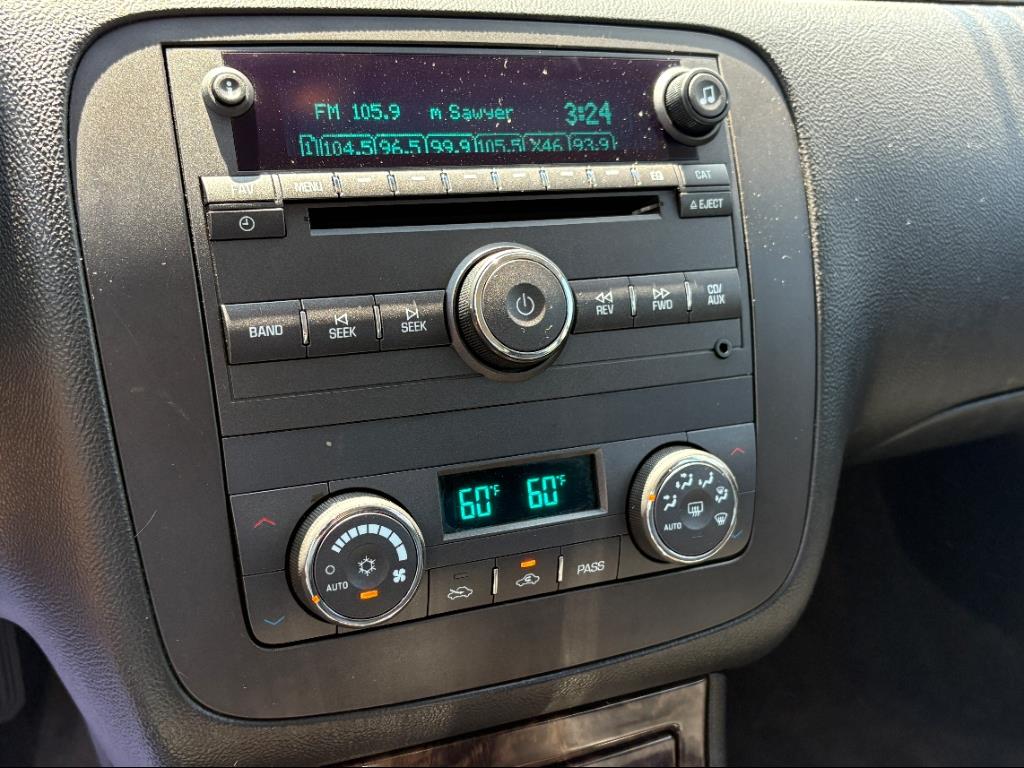 FM 105.9 m Sawyer 3:24
1 104.5 96.5 99.9 105.5 X46 93.9
FAV MENU CAT
EJECT
BAND SEEK SEEK REV FWD CD/
AUX
60°F 60°F
AUTO
AUTO
PASS